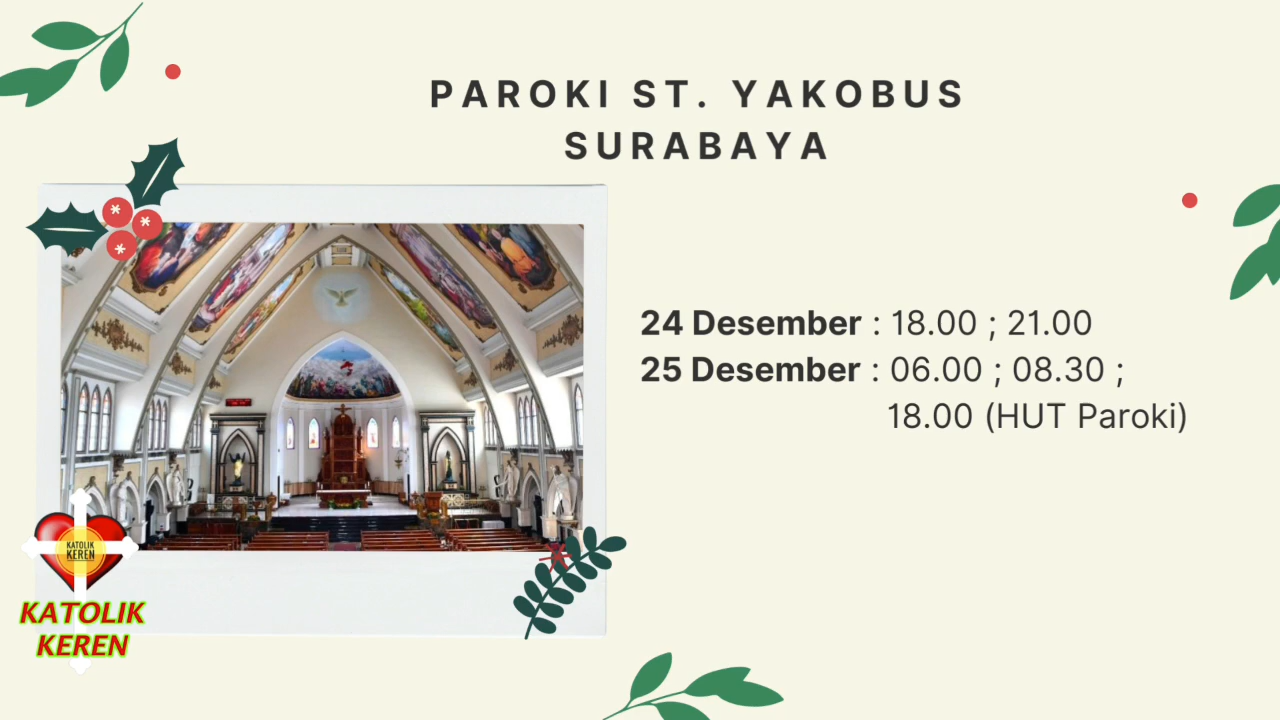 PAROKI ST. YAKOBUS
SURABAYA
24 Desember : 18.00 ; 21.00
25 Desember : 06.00 ; 08.30 ;
18.00 (HUT Paroki)
KATOLIK
KEREN
KATOLIK
KEREN